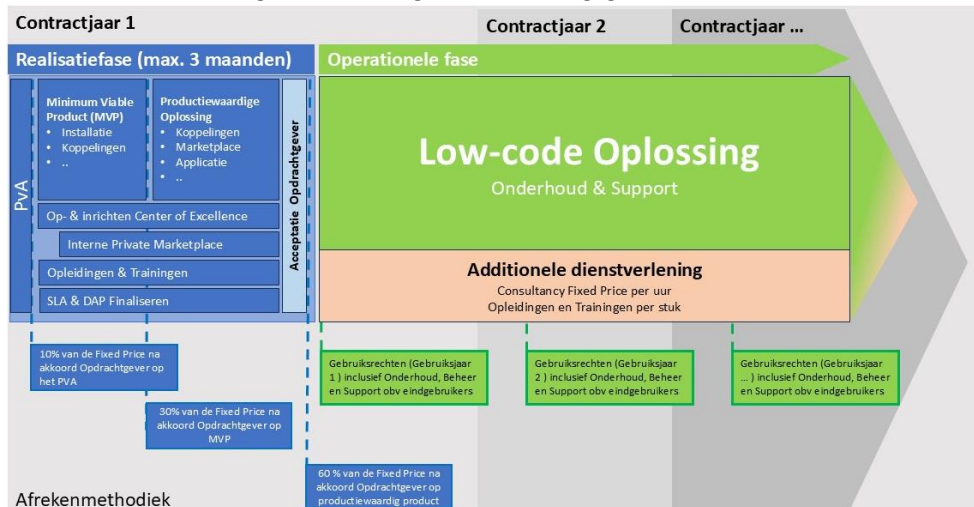 Contractjaar 1
Contractjaar 2
Contractjaar ...
Realisatiefase (max. 3 maanden)
Operationele fase
PvA
Minimum Viable
Product (MVP)
• Installatie
• Koppelingen
• ..
Productiewaardige
Oplossing
• Koppelingen
• Marketplace
• Applicatie
• ..
Op- & inrichten Center of Excellence
Interne Private Marketplace
Opleidingen & Trainingen
SLA & DAP Finaliseren
Acceptatie Opdrachtgever
Low-code Oplossing
Onderhoud & Support
Additionele dienstverlening
Consultancy Fixed Price per uur
Opleidingen en Trainingen per stuk
10% van de Fixed Price na
akkoord Opdrachtgever op
het PVA
30% van de Fixed Price na
akkoord Opdrachtgever op
MVP
60 % van de Fixed Price na
akkoord Opdrachtgever op
productiewaardig product
Gebruiksrechten (Gebruiksjaar
1 ) inclusief Onderhoud, Beheer
en Support obv eindgebruikers
Gebruiksrechten (Gebruiksjaar
2 ) inclusief Onderhoud, Beheer
en Support obv eindgebruikers
Gebruiksrechten (Gebruiksjaar
... ) inclusief Onderhoud, Beheer
en Support obv eindgebruikers
Afrekenmethodiek